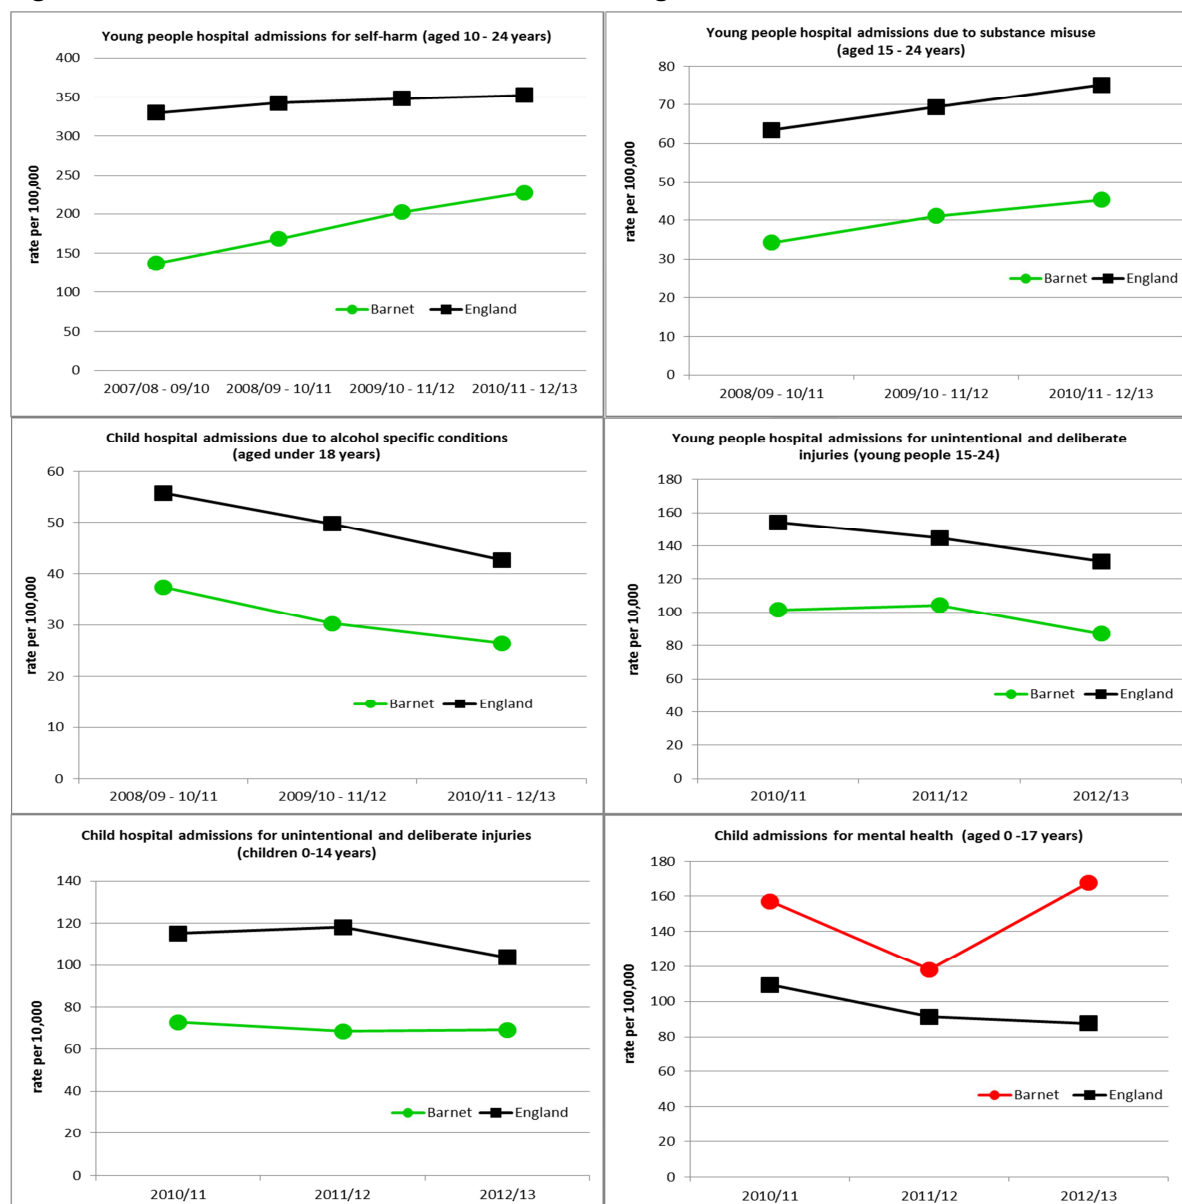 Young people hospital admissions for self-harm (aged 10 - 24 years)
400
350
300
250
200
150
100
50
0
rate per 100,000
Barnet England
2007/08 - 09/10 2008/09 - 10/11 2009/10 - 11/12 2010/11 - 12/13
Young people hospital admissions due to substance misuse
(aged 15 - 24 years)
80
70
60
50
40
30
20
10
0
rate per 100,000
Barnet England
2008/09 - 10/11 2009/10 - 11/12 2010/11 - 12/13
Child hospital admissions due to alcohol specific conditions
(aged under 18 years)
60
50
40
30
20
10
0
rate per 100,000
Barnet England
2008/09 - 10/11 2009/10 - 11/12 2010/11 - 12/13
Young people hospital admissions for unintentional and deliberate
injuries (young people 15-24)
180
160
140
120
100
80
60
40
20
0
rate per 10,000
Barnet England
2010/11 2011/12 2012/13
Child hospital admissions for unintentional and deliberate injuries
(children 0-14 years)
140
120
100
80
60
40
20
0
rate per 10,000
Barnet England
2010/11 2011/12 2012/13
Child admissions for mental health (aged 0 -17 years)
180
160
140
120
100
80
60
40
20
0
rate per 100,000
Barnet England
2010/11 2011/12 2012/13